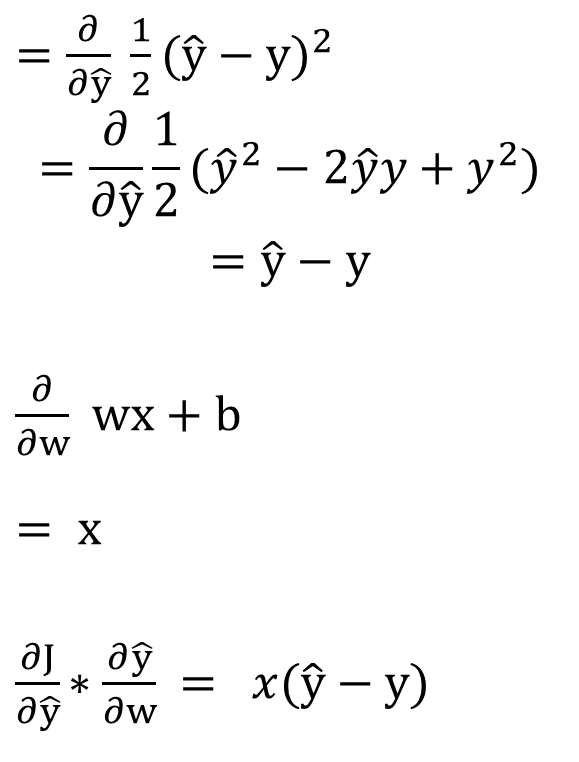 = ∂/∂ŷ 1/2 (ŷ − y)²
= ∂/∂ŷ 1/2 (ŷ² − 2ŷy + y²)
= ŷ − y
∂/∂w wx + b
= x
∂J/∂ŷ * ∂ŷ/∂w = x(ŷ − y)